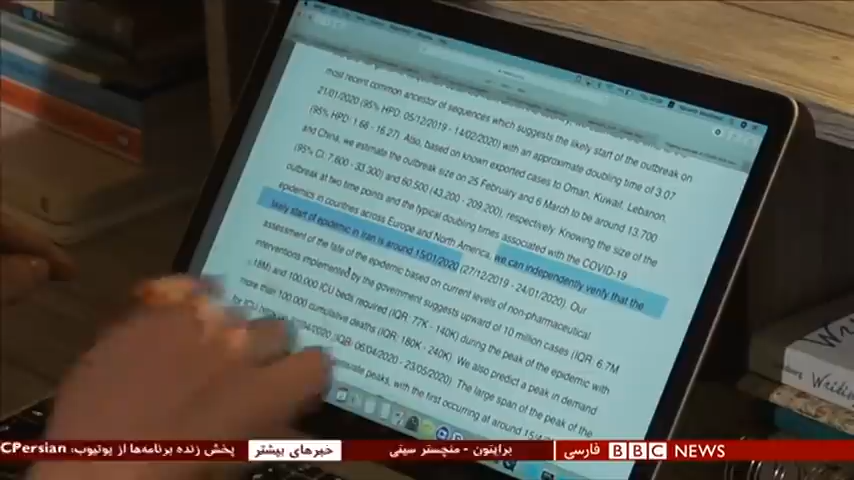 most recent common ancestor of sequences which suggests the likely start of the outbreak on
21/01/2020 (95% HPD: 05/12/2019 - 14/02/2020) with an approximate doubling time of 3.07
(95% HPD: 1.68 - 16.27). Also, based on known exported cases to Oman, Kuwait, Lebanon,
and China, we estimate the outbreak size on 25 February and 6 March to be around 13,700
(95% CI: 7,600 - 33,300) and 60,500 (43,200 - 209,200), respectively. Knowing the size of the
outbreak at two time points and the typical doubling times associated with the COVID-19
epidemics in countries across Europe and North America, we can independently verify that the
likely start of epidemic in Iran is around 15/01/2020 (27/12/2019 - 24/01/2020). Our
assessment of the fate of the epidemic based on current levels of non-pharmaceutical
interventions implemented by the government suggests upward of 10 million cases (IQR: 6.7M
- 18M) and 100,000 ICU beds required (IQR: 77K - 140K) during the peak of the epidemic with
more than 100,000 cumulative deaths (IQR: 180K - 240K). We also predict a peak in demand
for ICU (IQR: 06/04/2020 - 23/05/2020). The large span of the peak of the
peaks, with the first occurring at around
Writing
CPersian پخش زنده برنامه‌ها از یوتیوب:
خبرهای بیشتر
برایتون - منچستر سیتی
BBC NEWS فارسی